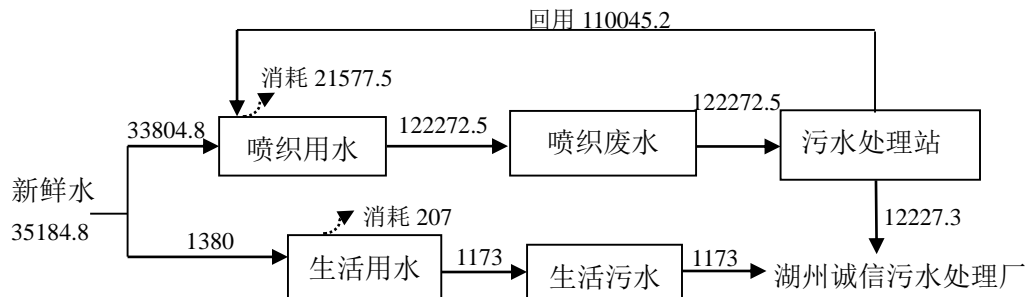 回用 110045.2
消耗 21577.5
33804.8
喷织用水
122272.5
喷织废水
122272.5
污水处理站
新鲜水
35184.8
12227.3
消耗 207
1380
生活用水
1173
生活污水
1173
湖州诚信污水处理厂